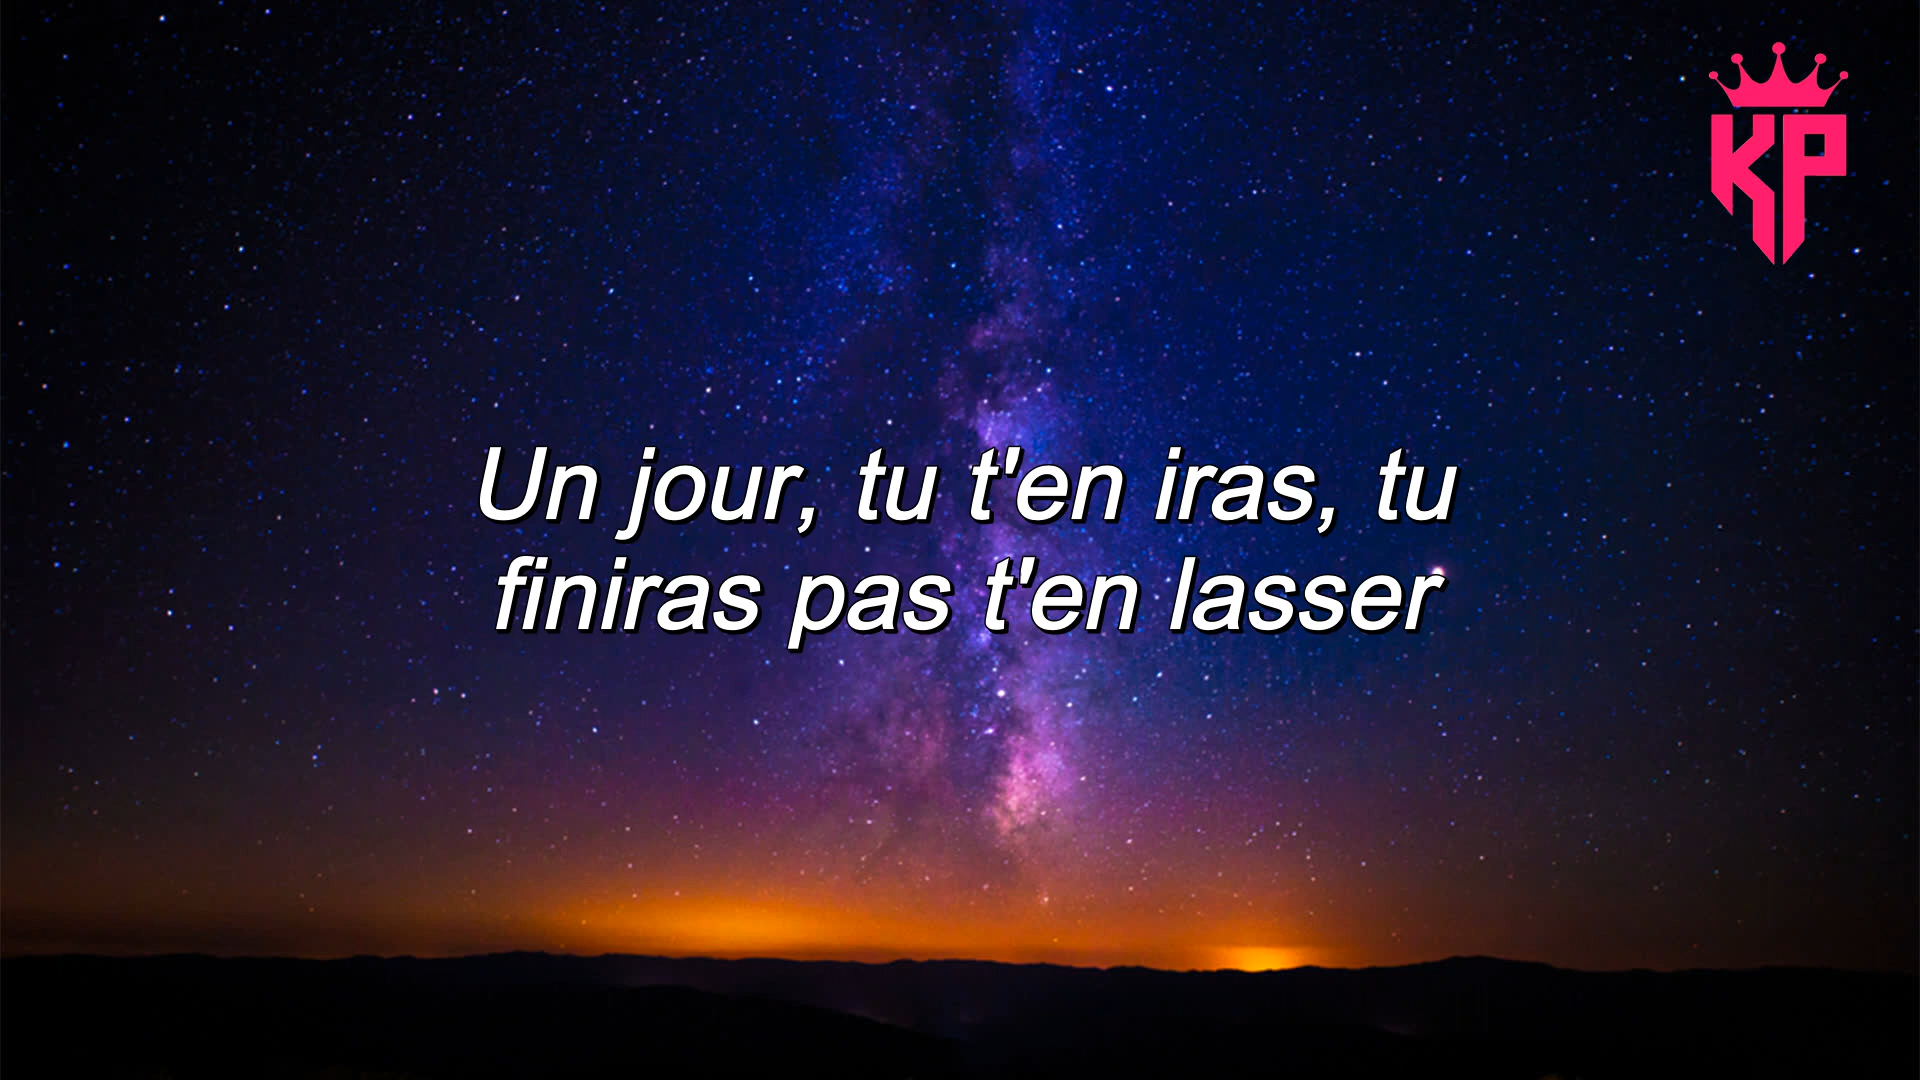 KP
Un jour, tu t'en iras, tu
finiras pas t'en lasser